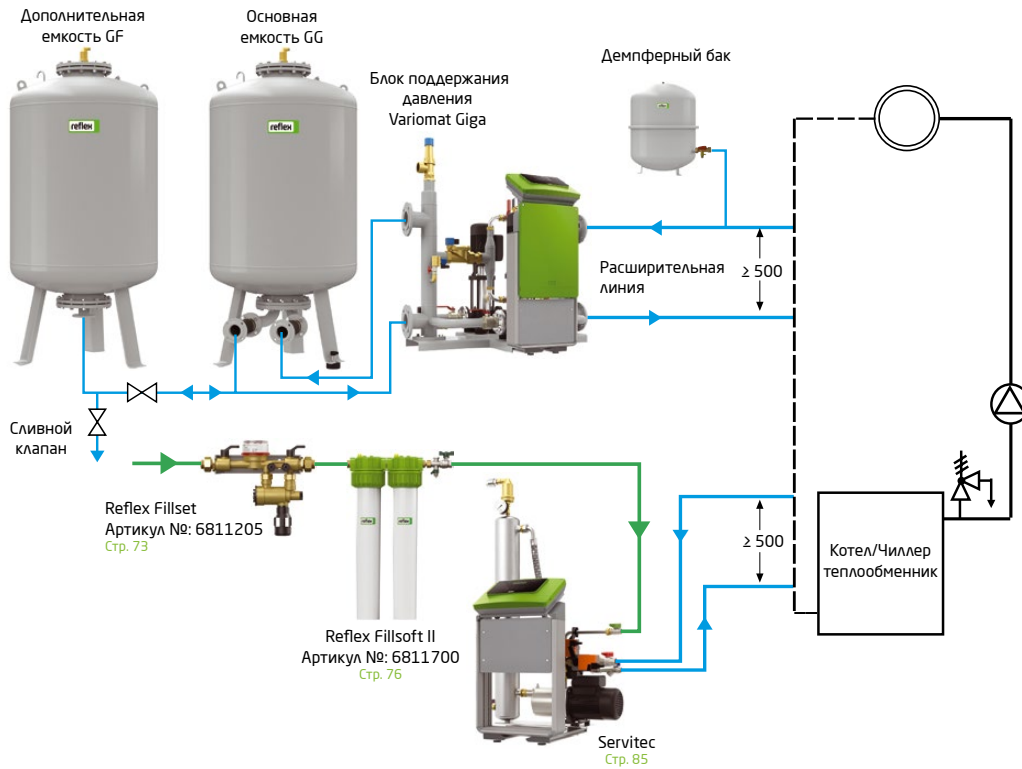 Дополнительная
емкость GF
Основная
емкость GG
Блок поддержания
давления
Variomat Giga
Демпферный бак
reflex
reflex
Расширительная
линия
≥ 500
Сливной
клапан
Reflex Fillset
Артикул №: 6811205
Стр. 73
Reflex Fillsoft II
Артикул №: 6811700
Стр. 76
≥ 500
Котел/Чиллер
теплообменник
Servitec
Стр. 85